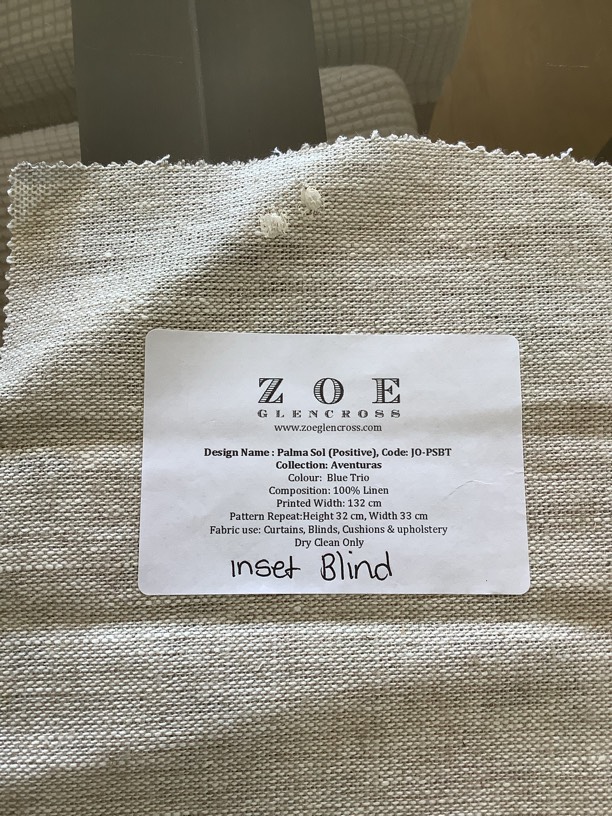 ZOE
GLENCROSS
www.zoeglencross.com
Design Name : Palma Sol (Positive), Code: JO-PSBT
Collection: Aventuras
Colour: Blue Trio
Composition: 100% Linen
Printed Width: 132 cm
Pattern Repeat:Height 32 cm, Width 33 cm
Fabric use: Curtains, Blinds, Cushions & upholstery
Dry Clean Only
inset Blind